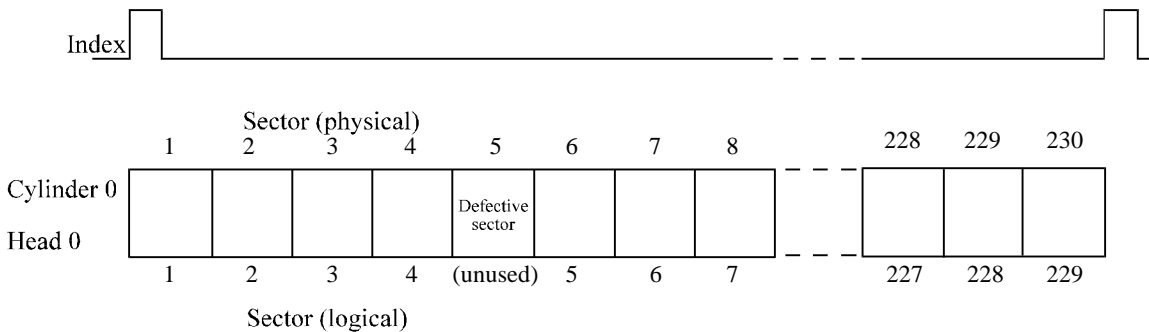 Index
Sector (physical)
1 2 3 4 5 6 7 8 228 229 230
Cylinder 0
Defective
sector
Head 0
1 2 3 4 (unused) 5 6 7 227 228 229
Sector (logical)